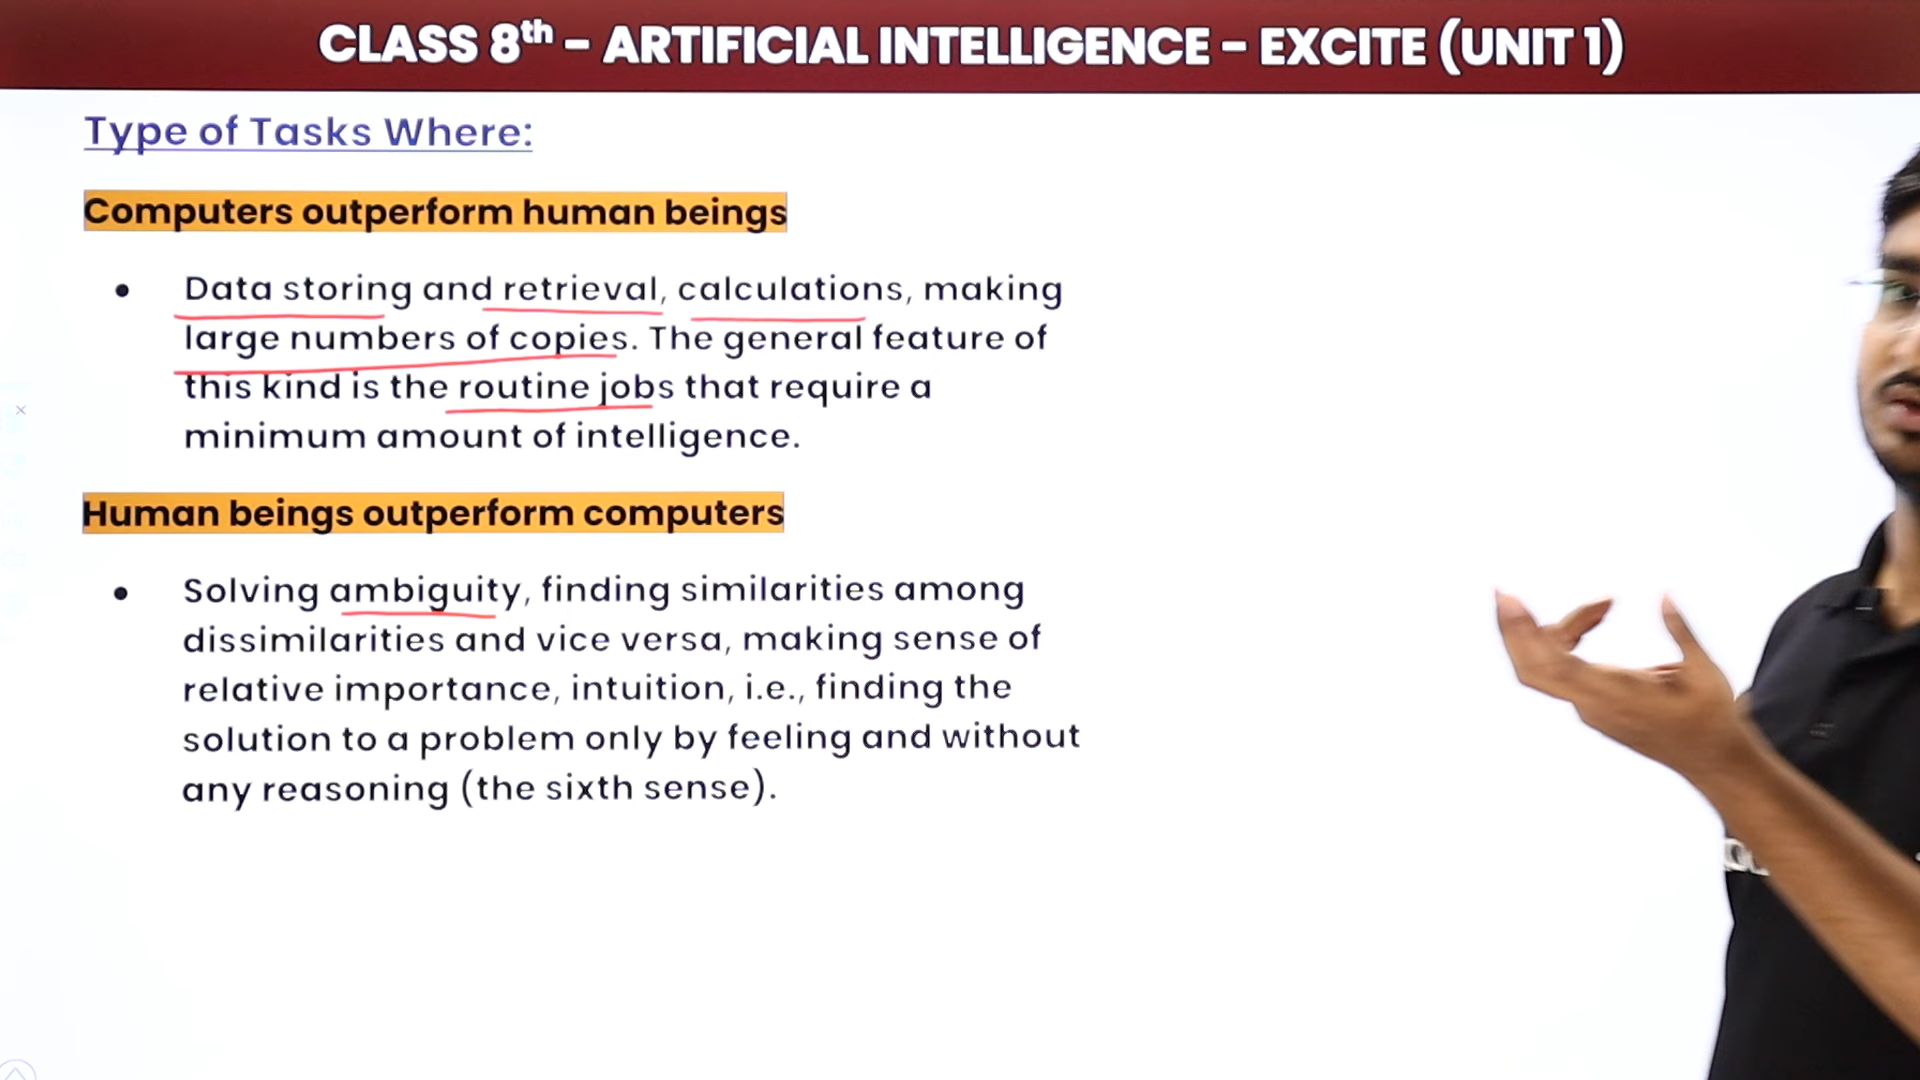 CLASS 8th - ARTIFICIAL INTELLIGENCE - EXCITE (UNIT 1)
Type of Tasks Where:
Computers outperform human beings
• Data storing and retrieval, calculations, making
large numbers of copies. The general feature of
this kind is the routine jobs that require a
minimum amount of intelligence.
Human beings outperform computers
• Solving ambiguity, finding similarities among
dissimilarities and vice versa, making sense of
relative importance, intuition, i.e., finding the
solution to a problem only by feeling and without
any reasoning (the sixth sense).